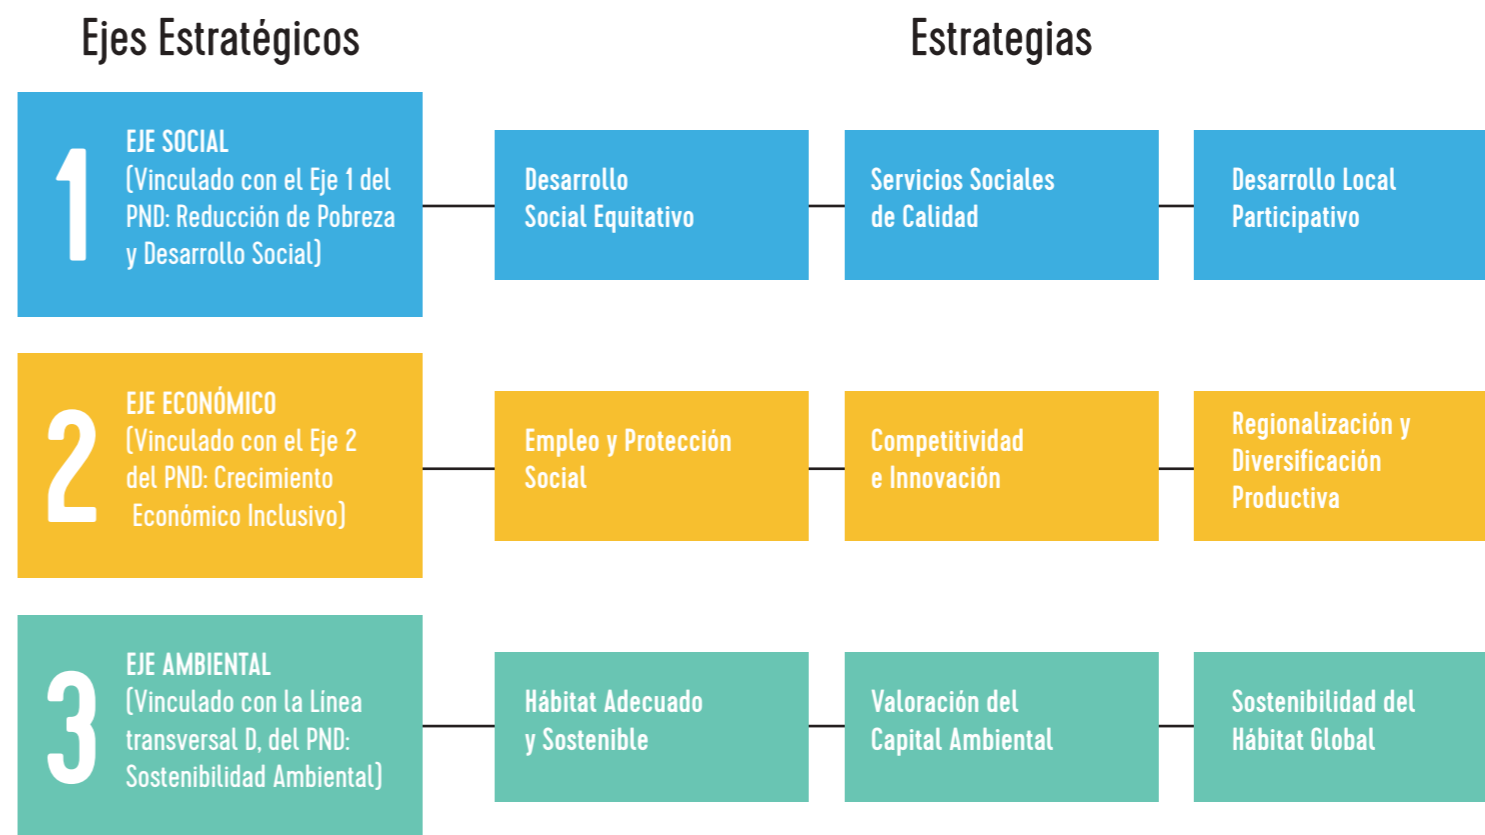 Ejes Estratégicos
Estrategias
1
EJE SOCIAL
(Vinculado con el Eje 1 del
PND: Reducción de Pobreza
y Desarrollo Social)
Desarrollo
Social Equitativo
Servicios Sociales
de Calidad
Desarrollo Local
Participativo
2
EJE ECONÓMICO
(Vinculado con el Eje 2
del PND: Crecimiento
Económico Inclusivo)
Empleo y Protección
Social
Competitividad
e Innovación
Regionalización y
Diversificación
Productiva
3
EJE AMBIENTAL
(Vinculado con la Línea
transversal D, del PND:
Sostenibilidad Ambiental)
Hábitat Adecuado
y Sostenible
Valoración del
Capital Ambiental
Sostenibilidad del
Hábitat Global